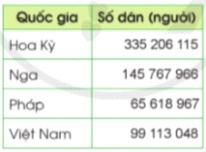 Quốc gia Số dân (người)
Hoa Kỳ 335 206 115
Nga 145 767 966
Pháp 65 618 967
Việt Nam 99 113 048